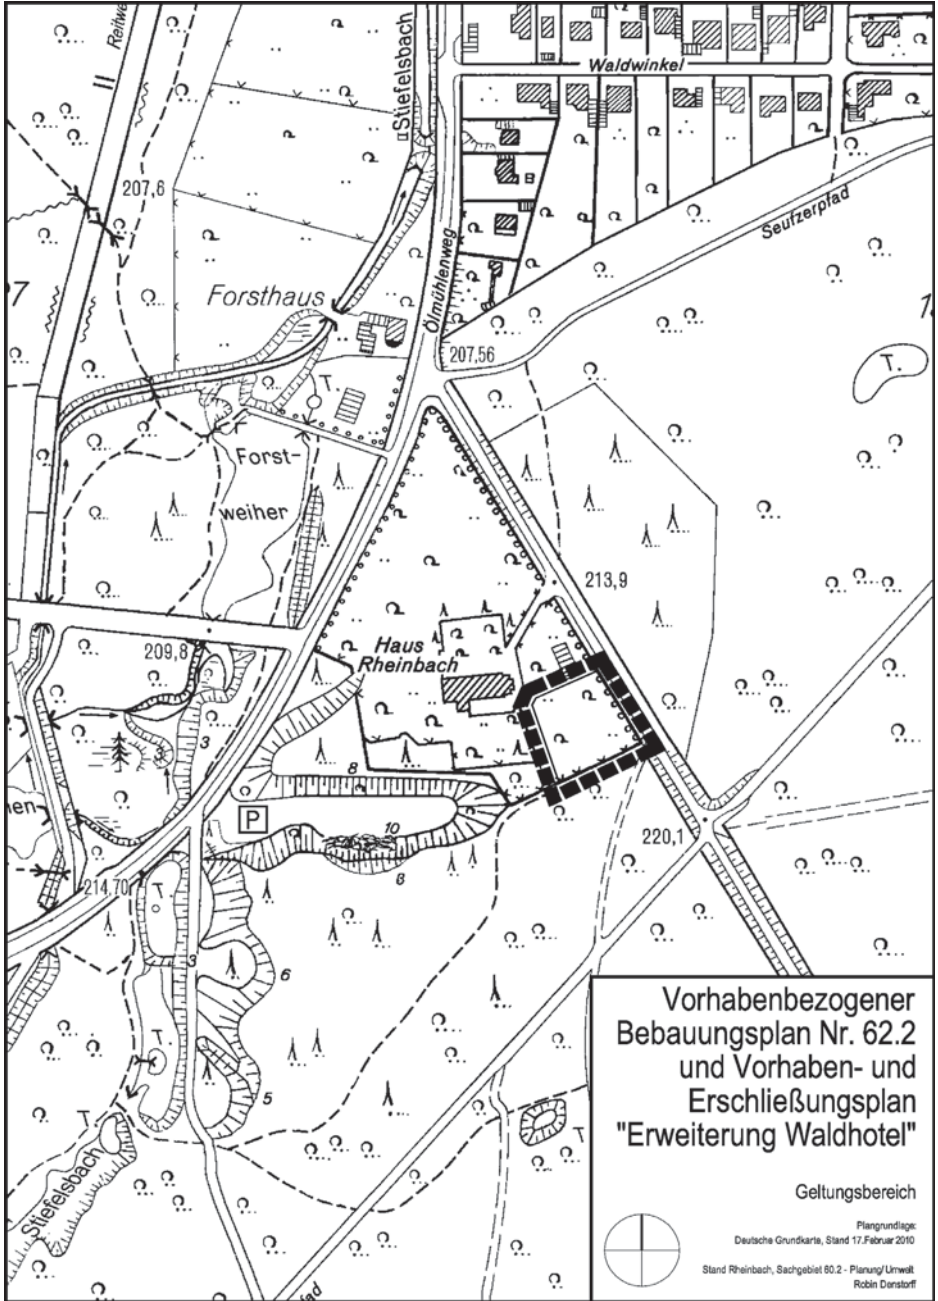 Reitwe
II
Stiefelsbach
Waldwinkel
207,6
Seufzerpfad
Ölmühlenweg
Forsthaus
207,56
T.
T.
Forst-
weiher
213,9
Haus
Rheinbach
209,8
3
3
8
P
10
8
220,1
214,70
T.
3
6
T.
5
T.
T
Stiefelsbach
Vorhabenbezogener
Bebauungsplan Nr. 62.2
und Vorhaben- und
Erschließungsplan
"Erweiterung Waldhotel"
Geltungsbereich
Plangrundlage:
Deutsche Grundkarte, Stand 17.Februar 2010
Stand Rheinbach, Sachgebiet 60.2 - Planung/ Umwelt
Robin Denstorff